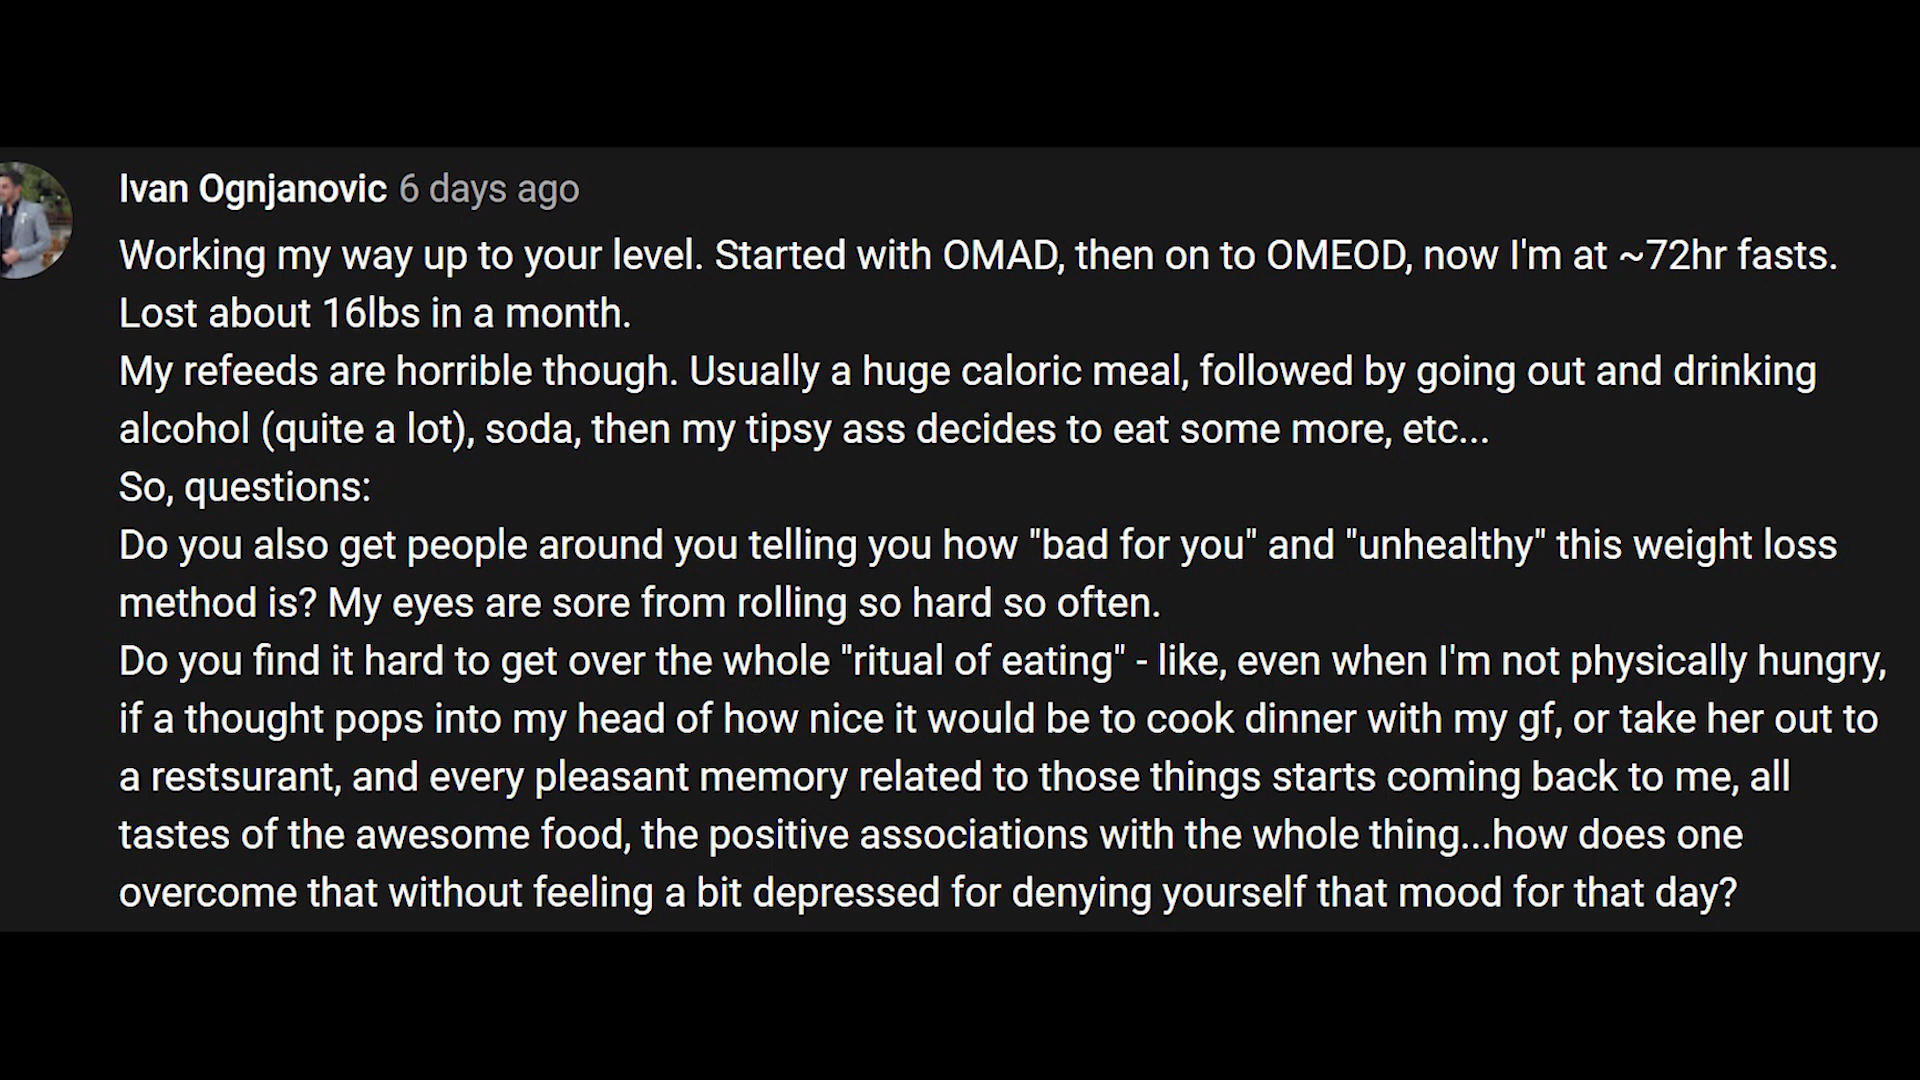 Ivan Ognjanovic 6 days ago
Working my way up to your level. Started with OMAD, then on to OMEOD, now I'm at ~72hr fasts.
Lost about 16lbs in a month.
My refeeds are horrible though. Usually a huge caloric meal, followed by going out and drinking
alcohol (quite a lot), soda, then my tipsy ass decides to eat some more, etc...
So, questions:
Do you also get people around you telling you how "bad for you" and "unhealthy" this weight loss
method is? My eyes are sore from rolling so hard so often.
Do you find it hard to get over the whole "ritual of eating" - like, even when I'm not physically hungry,
if a thought pops into my head of how nice it would be to cook dinner with my gf, or take her out to
a restsurant, and every pleasant memory related to those things starts coming back to me, all
tastes of the awesome food, the positive associations with the whole thing...how does one
overcome that without feeling a bit depressed for denying yourself that mood for that day?